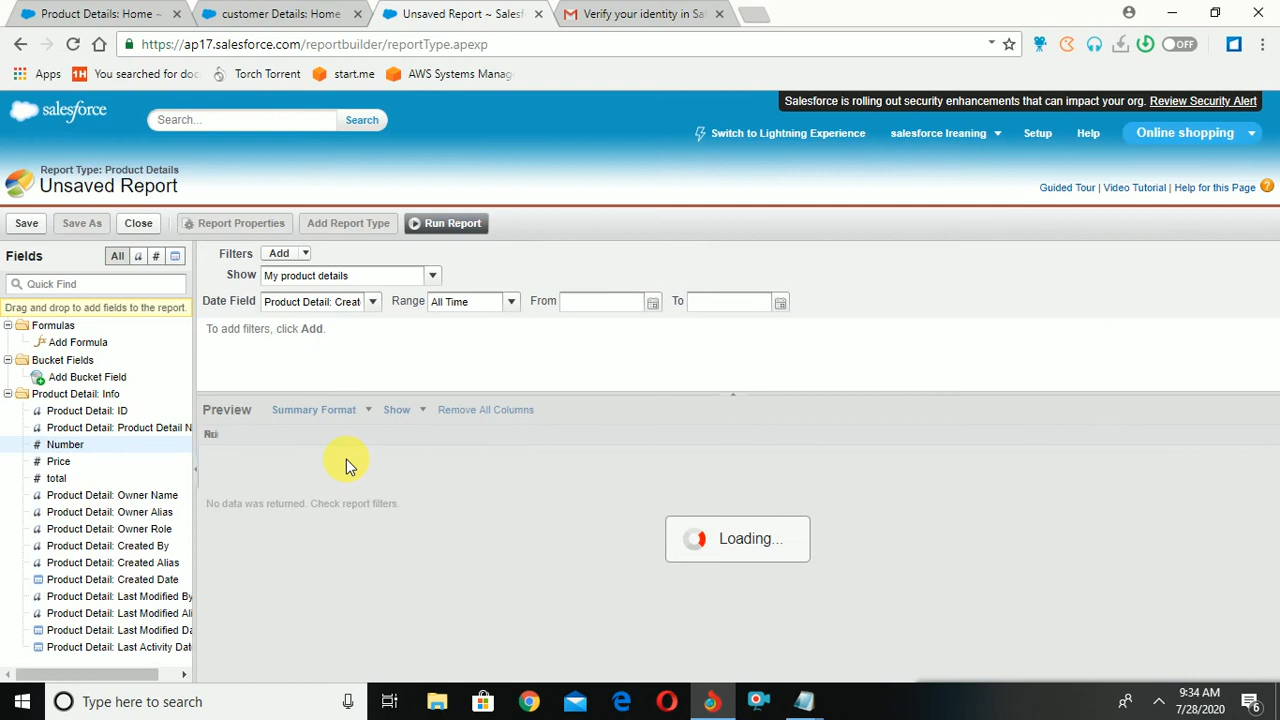 Product Details: Home ~
customer Details: Home
Unsaved Report ~ Salesf
Verify your identity in Sal
https://ap17.salesforce.com/reportbuilder/reportType.apexp
OFF
Apps
You searched for doc
Torch Torrent
start.me
AWS Systems Manag
Salesforce is rolling out security enhancements that can impact your org. Review Security Alert
salesforce
Search...
Search
Switch to Lightning Experience
salesforce lreaning
Setup
Help
Online shopping
Report Type: Product Details
Unsaved Report
Guided Tour | Video Tutorial | Help for this Page
Save
Save As
Close
Report Properties
Add Report Type
Run Report
Fields
All
a
#
Quick Find
Drag and drop to add fields to the report.
Formulas
Add Formula
Bucket Fields
Add Bucket Field
Product Detail: Info
a Product Detail: ID
a Product Detail: Product Detail N
# Number
# Price
# total
a Product Detail: Owner Name
a Product Detail: Owner Alias
a Product Detail: Owner Role
a Product Detail: Created By
a Product Detail: Created Alias
Product Detail: Created Date
a Product Detail: Last Modified By
a Product Detail: Last Modified Ali
Product Detail: Last Modified Da
Product Detail: Last Activity Date
Filters
Add
Show
My product details
Date Field
Product Detail: Creat
Range
All Time
From
To
To add filters, click Add.
Preview
Summary Format
Show
Remove All Columns
No data was returned. Check report filters.
Loading...
Type here to search
9:34 AM
7/28/2020
6